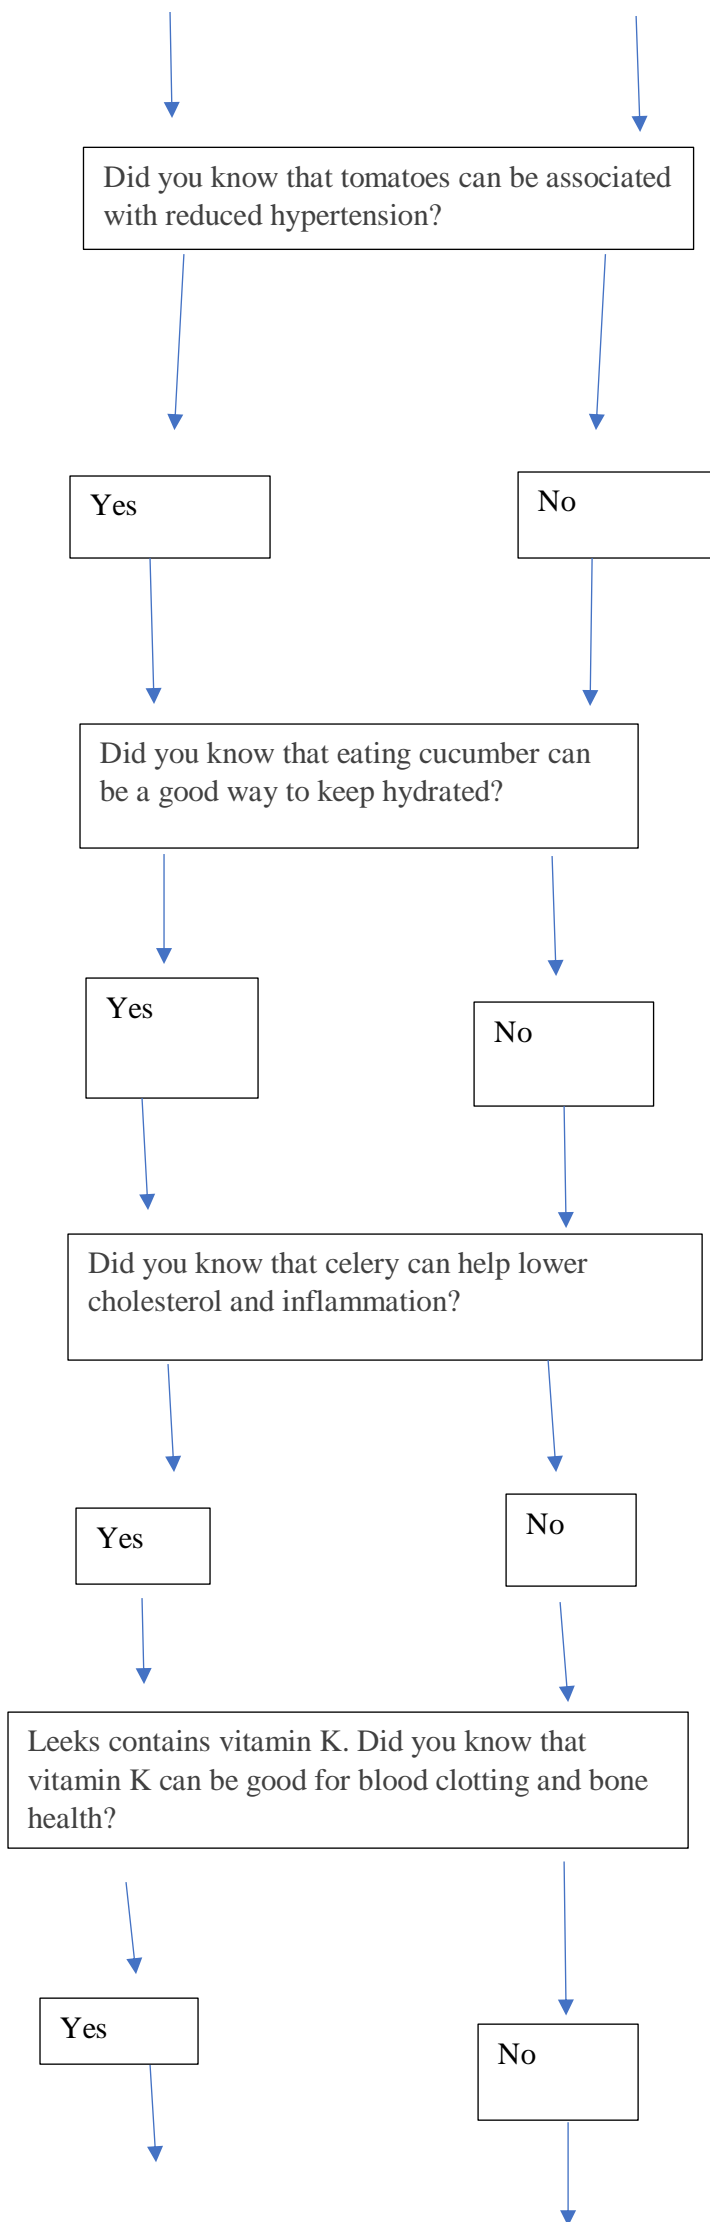 Did you know that tomatoes can be associated
with reduced hypertension?
Yes
No
Did you know that eating cucumber can
be a good way to keep hydrated?
Yes
No
Did you know that celery can help lower
cholesterol and inflammation?
Yes
No
Leeks contains vitamin K. Did you know that
vitamin K can be good for blood clotting and bone
health?
Yes
No